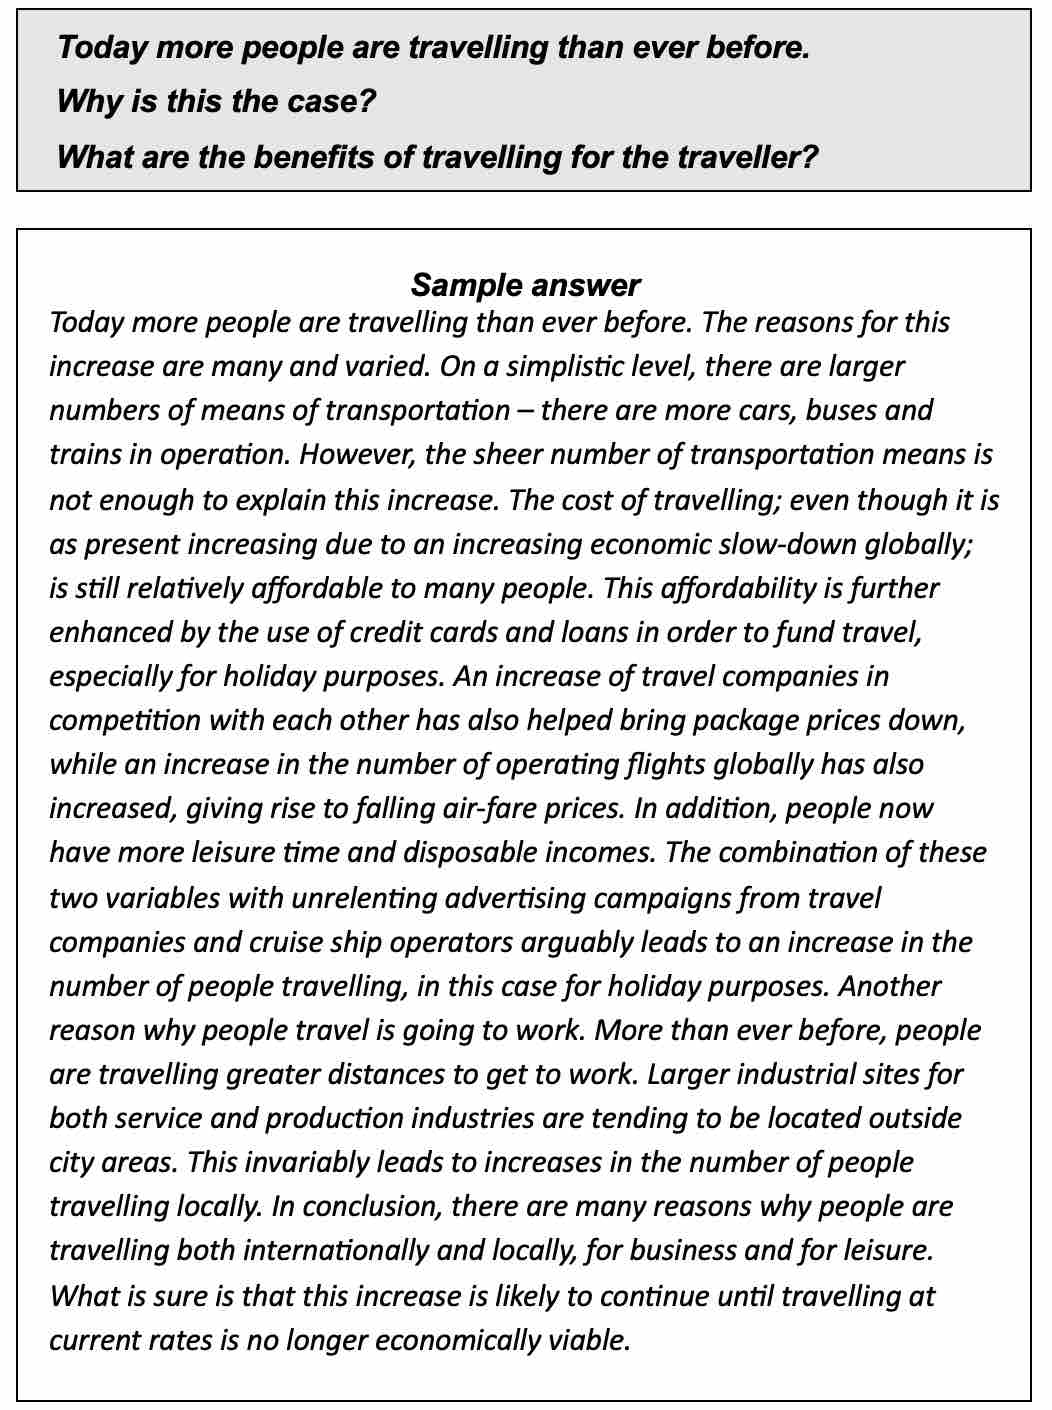 Today more people are travelling than ever before.
Why is this the case?
What are the benefits of travelling for the traveller?
Sample answer
Today more people are travelling than ever before. The reasons for this
increase are many and varied. On a simplistic level, there are larger
numbers of means of transportation – there are more cars, buses and
trains in operation. However, the sheer number of transportation means is
not enough to explain this increase. The cost of travelling; even though it is
as present increasing due to an increasing economic slow-down globally;
is still relatively affordable to many people. This affordability is further
enhanced by the use of credit cards and loans in order to fund travel,
especially for holiday purposes. An increase of travel companies in
competition with each other has also helped bring package prices down,
while an increase in the number of operating flights globally has also
increased, giving rise to falling air-fare prices. In addition, people now
have more leisure time and disposable incomes. The combination of these
two variables with unrelenting advertising campaigns from travel
companies and cruise ship operators arguably leads to an increase in the
number of people travelling, in this case for holiday purposes. Another
reason why people travel is going to work. More than ever before, people
are travelling greater distances to get to work. Larger industrial sites for
both service and production industries are tending to be located outside
city areas. This invariably leads to increases in the number of people
travelling locally. In conclusion, there are many reasons why people are
travelling both internationally and locally, for business and for leisure.
What is sure is that this increase is likely to continue until travelling at
current rates is no longer economically viable.